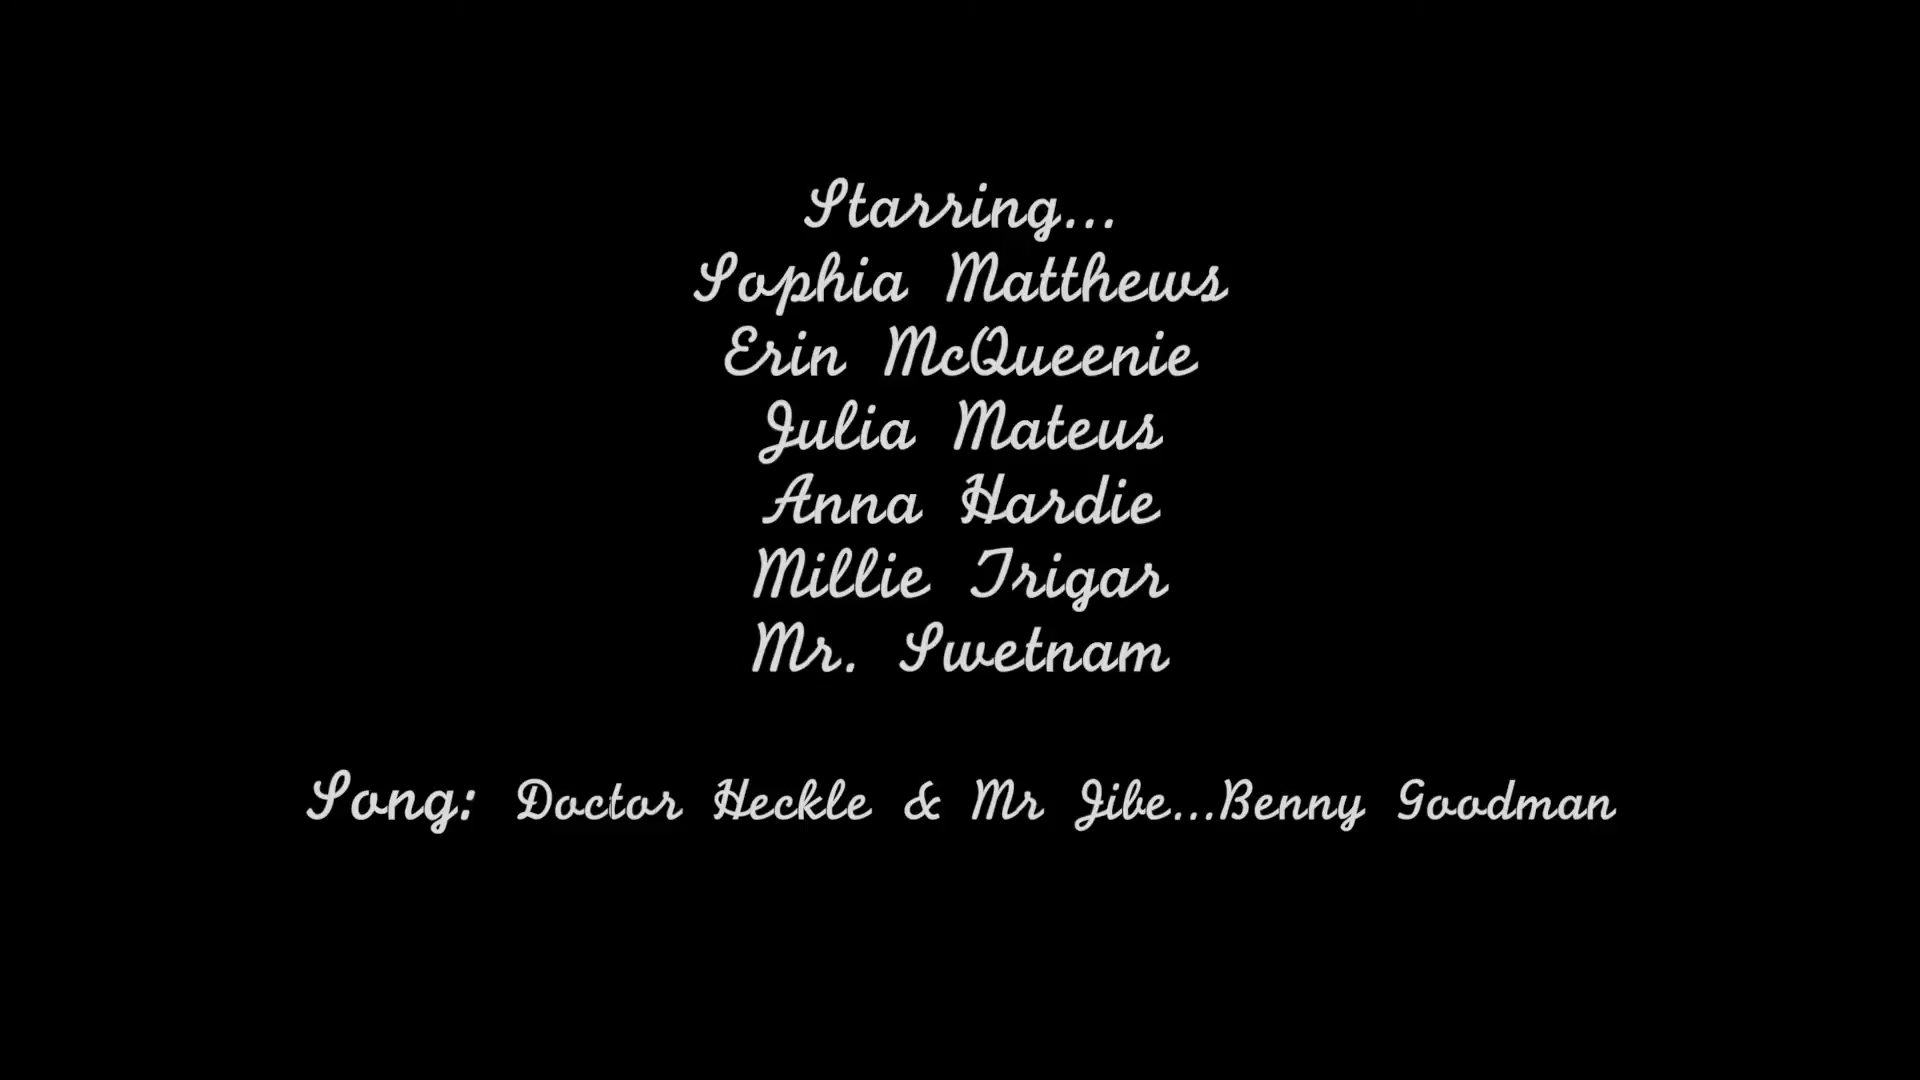 Starring...
Sophia Matthews
Erin McQueenie
Julia Mateus
Anna Hardie
Millie Trigar
Mr. Swetnam
Song: Doctor Heckle & Mr Jibe...Benny Goodman